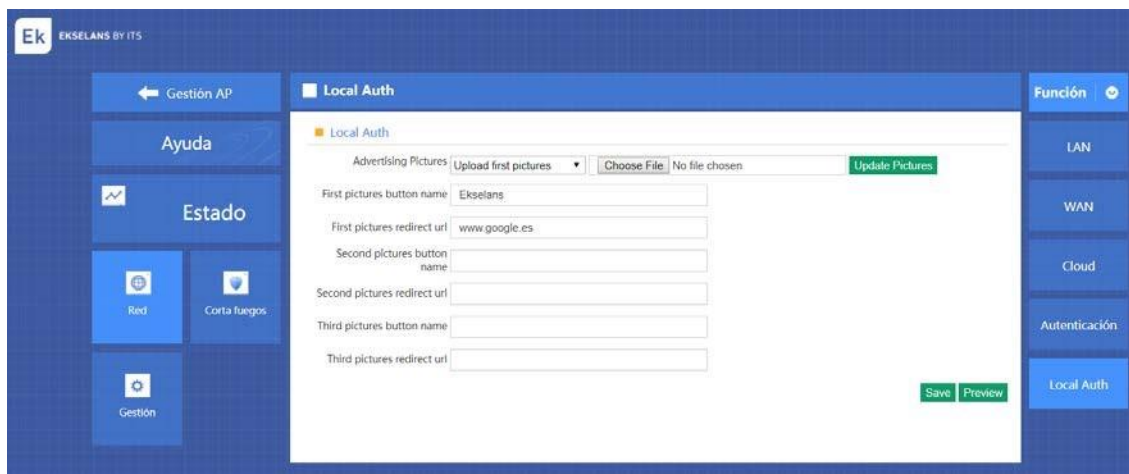 Ek EKSELANS BY ITS
Gestión AP
Ayuda
Estado
Red
Corta fuegos
Gestión
Local Auth
Local Auth
Advertising Pictures Upload first pictures Choose File No file chosen Update Pictures
First pictures button name Ekselans
First pictures redirect url www.google.es
Second pictures button
name
Second pictures redirect url
Third pictures button name
Third pictures redirect url
Save Preview
Función
LAN
WAN
Cloud
Autenticación
Local Auth